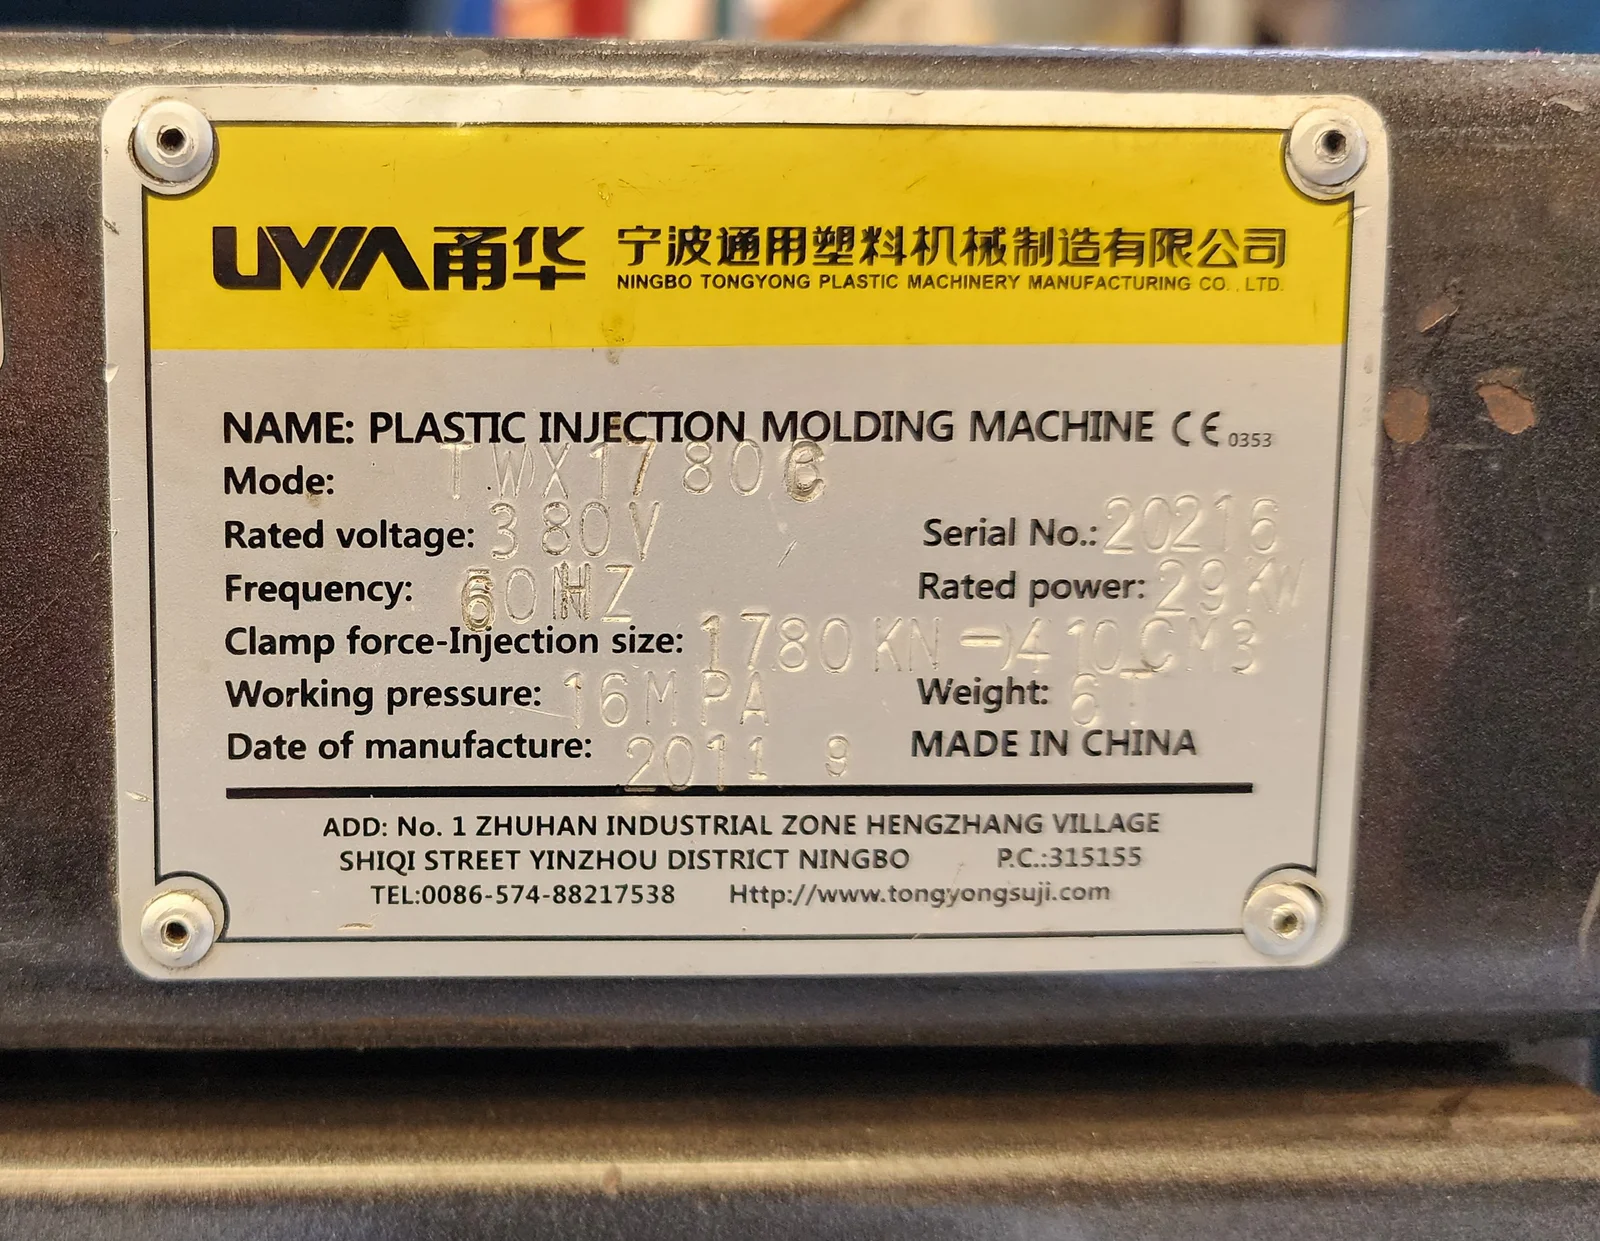 UWA 甬华 宁波通用塑料机械制造有限公司
NINGBO TONGYONG PLASTIC MACHINERY MANUFACTURING CO., LTD.
NAME: PLASTIC INJECTION MOLDING MACHINE CE 0353
Mode: TWX1780
Rated voltage: 380V Serial No.: 20216
Frequency: 60HZ Rated power: 29KW
Clamp force-Injection size: 1780KN-410CM3
Working pressure: 16MPA Weight: 6T
Date of manufacture: 2011 9 MADE IN CHINA
ADD: No. 1 ZHUHAN INDUSTRIAL ZONE HENGZHANG VILLAGE
SHIQI STREET YINZHOU DISTRICT NINGBO P.C.:315155
TEL:0086-574-88217538 Http://www.tongyongsuji.com